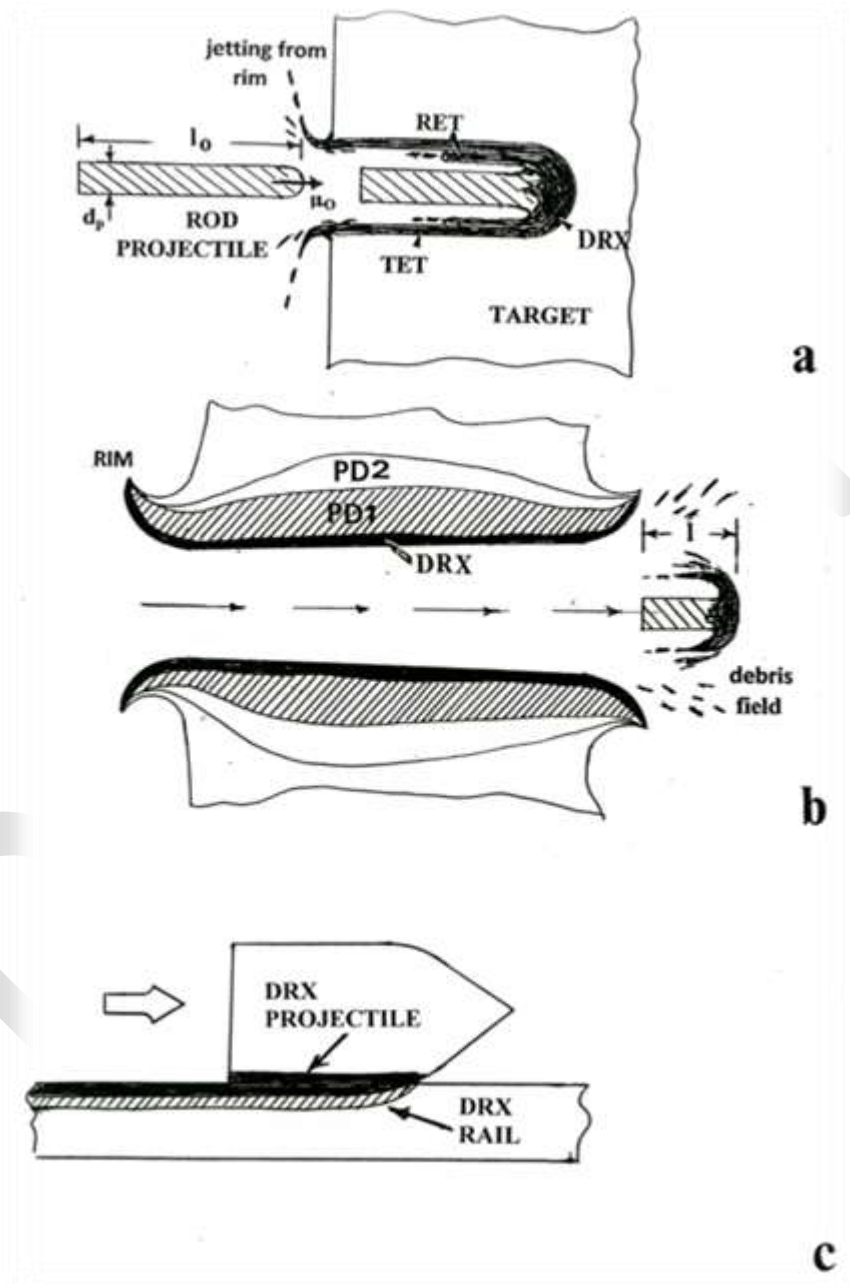 jetting from
rim
RET
l₀
μ₀
dₚ
ROD
PROJECTILE
DRX
TET
TARGET
a
RIM
PD2
PD1
l
DRX
debris
field
b
DRX
PROJECTILE
DRX
RAIL
c